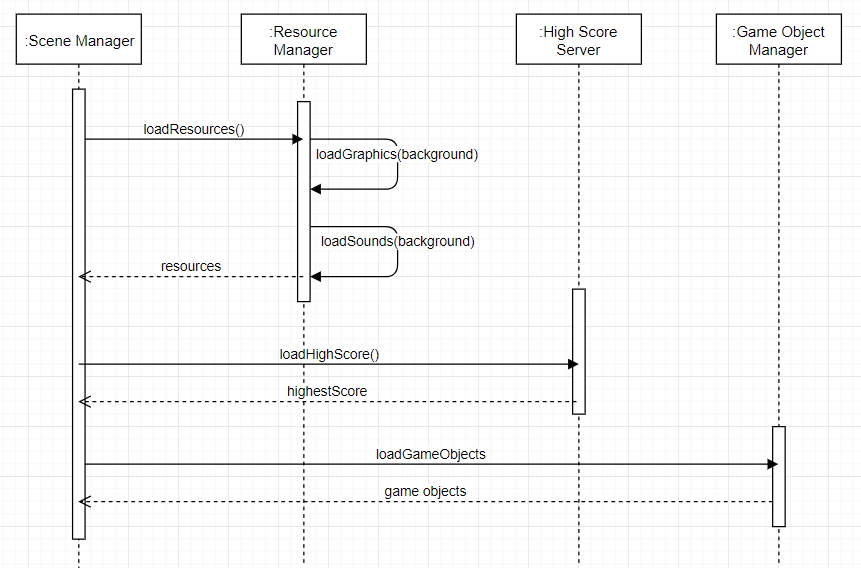 :Scene Manager
:Resource
Manager
:High Score
Server
:Game Object
Manager
loadResources()
loadGraphics(background)
loadSounds(background)
resources
loadHighScore()
highestScore
loadGameObjects
game objects